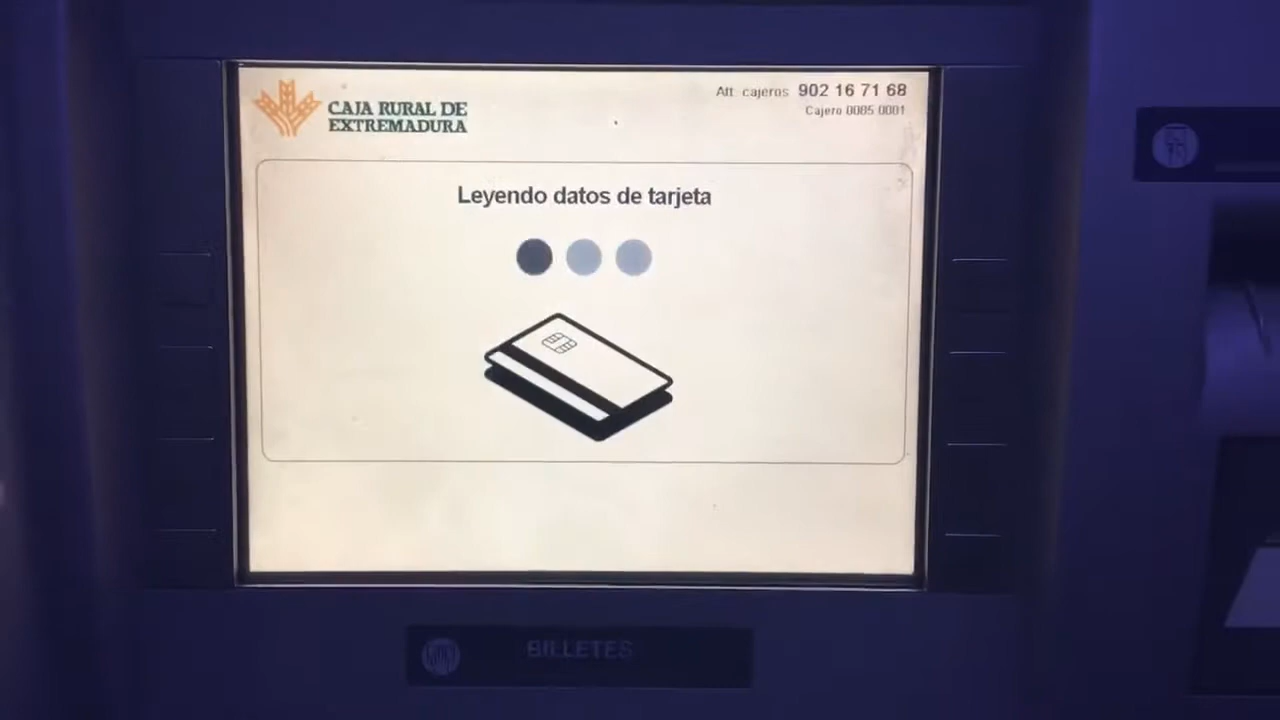 CAJA RURAL DE
EXTREMADURA
Att. cajeros 902 16 71 68
Cajero 0085 0001
Leyendo datos de tarjeta
BILLETES